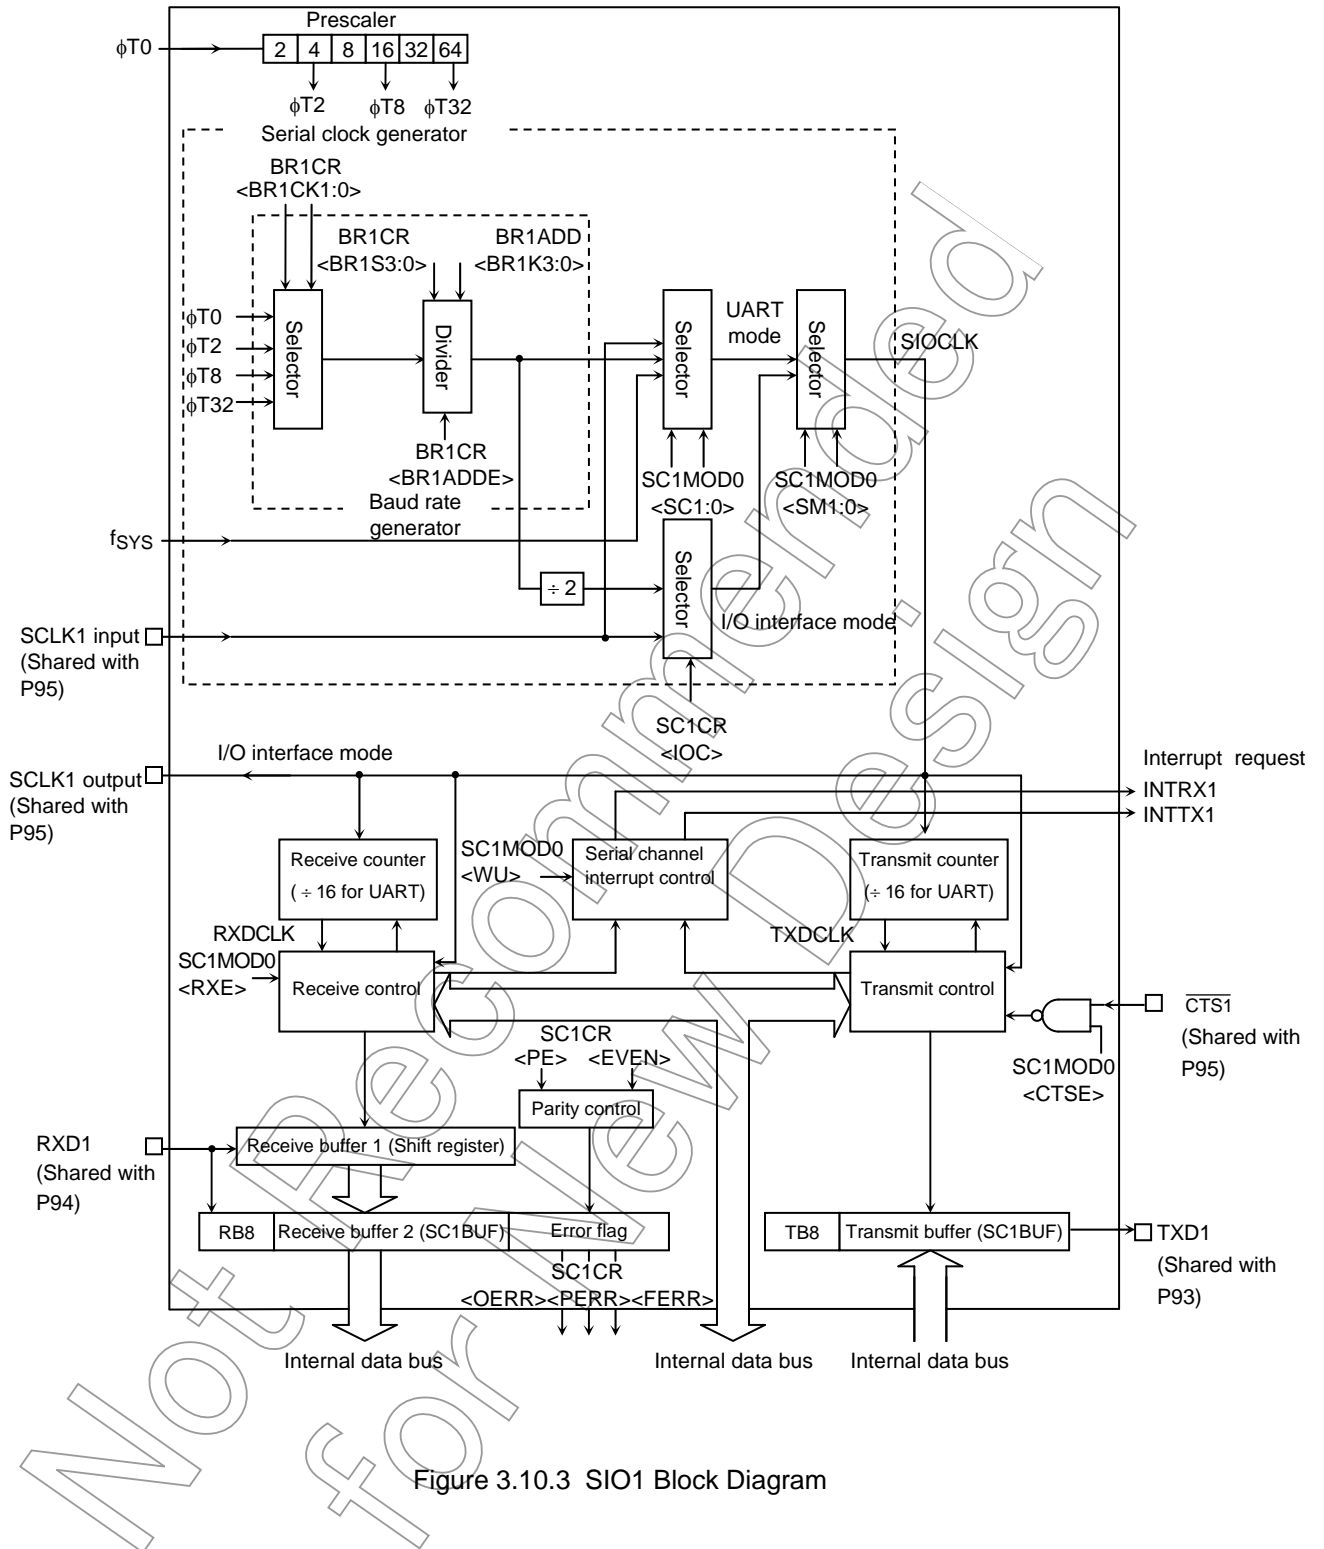 Prescaler
ϕT0
2 4 8 16 32 64
ϕT2 ϕT8 ϕT32
Serial clock generator
BR1CR
<BR1CK1:0>
BR1CR
<BR1S3:0>
BR1ADD
<BR1K3:0>
ϕT0
ϕT2
ϕT8
ϕT32
Selector
Divider
BR1CR
<BR1ADDE>
Baud rate
generator
Selector
UART
mode
Selector
SIOCLK
SC1MOD0
<SC1:0>
SC1MOD0
<SM1:0>
fSYS
÷ 2
Selector
I/O interface mode
SCLK1 input
(Shared with
P95)
SC1CR
<IOC>
I/O interface mode
SCLK1 output
(Shared with
P95)
Interrupt request
INTRX1
INTTX1
Receive counter
(÷ 16 for UART)
SC1MOD0
<WU>
Serial channel
interrupt control
Transmit counter
(÷ 16 for UART)
RXDCLK
TXDCLK
SC1MOD0
<RXE>
Receive control
Transmit control
CTS1
(Shared with
P95)
SC1MOD0
<CTSE>
SC1CR
<PE> <EVEN>
Parity control
RXD1
(Shared with
P94)
Receive buffer 1 (Shift register)
RB8 Receive buffer 2 (SC1BUF) Error flag
TB8 Transmit buffer (SC1BUF)
TXD1
(Shared with
P93)
SC1CR
<OERR><PERR><FERR>
Internal data bus
Internal data bus
Internal data bus
Not Recommended
for New Design
Figure 3.10.3 SIO1 Block Diagram